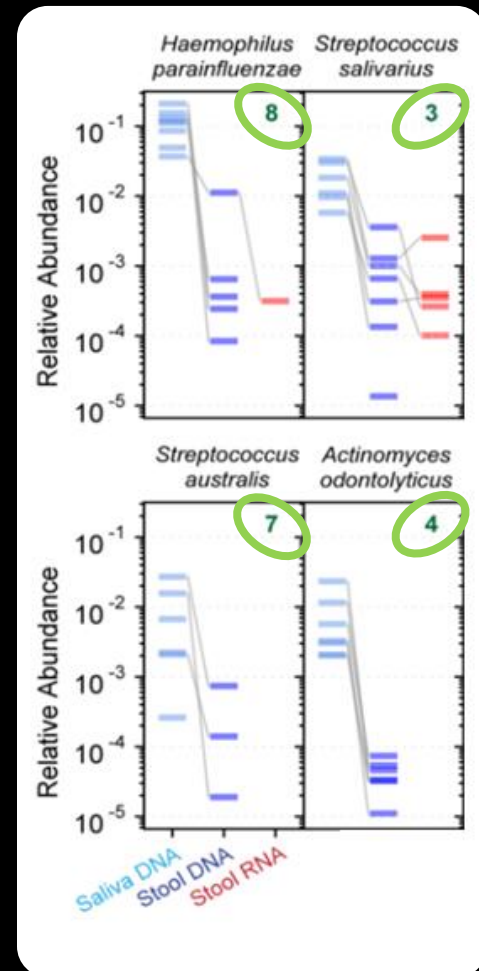 Haemophilus parainfluenzae
Streptococcus salivarius
8
3
Relative Abundance
10-1
10-2
10-3
10-4
10-5
Streptococcus australis
Actinomyces odontolyticus
7
4
Relative Abundance
10-1
10-2
10-3
10-4
10-5
Saliva DNA
Stool DNA
Stool RNA